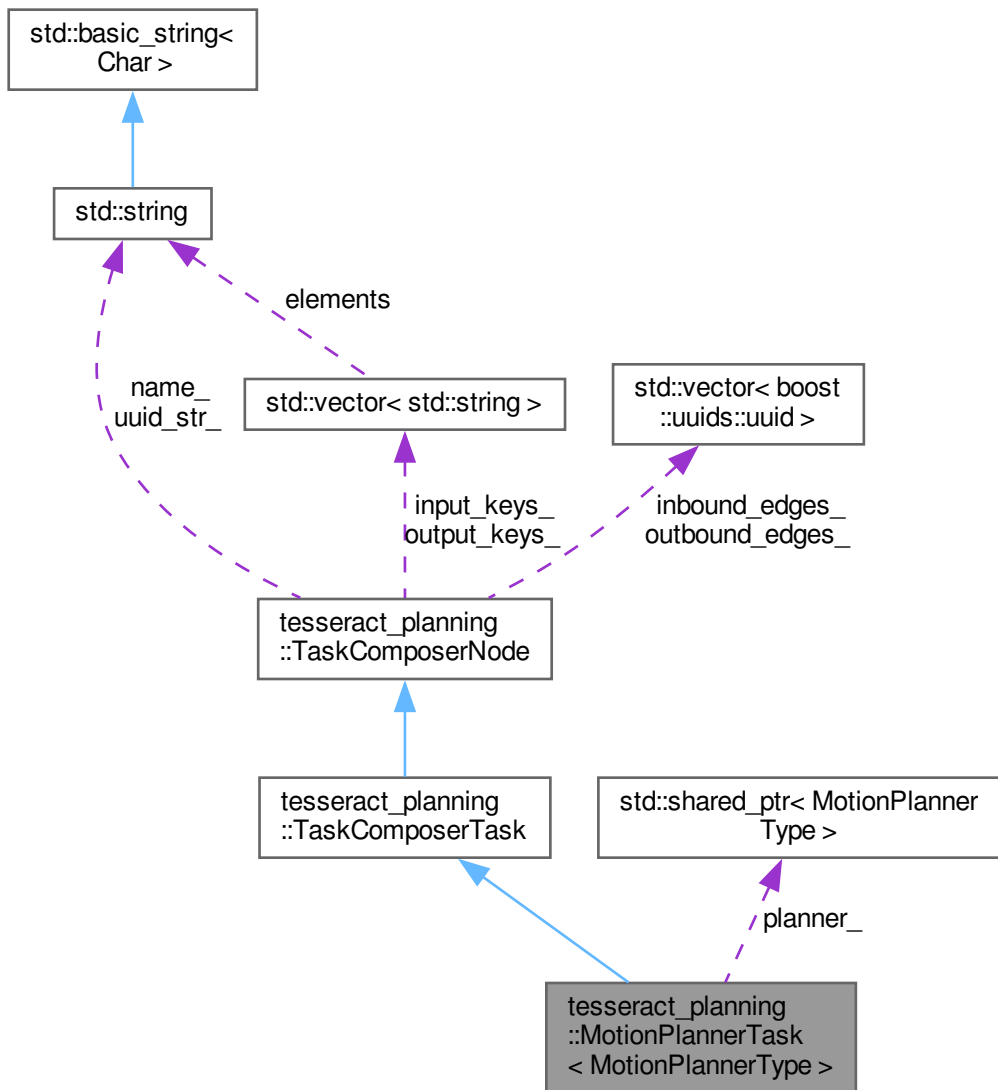 std::basic_string<
Char >
std::string
elements
name_
uuid_str_
std::vector< std::string >
std::vector< boost
::uuids::uuid >
input_keys_
output_keys_
inbound_edges_
outbound_edges_
tesseract_planning
::TaskComposerNode
tesseract_planning
::TaskComposerTask
std::shared_ptr< MotionPlanner
Type >
planner_
tesseract_planning
::MotionPlannerTask
< MotionPlannerType >